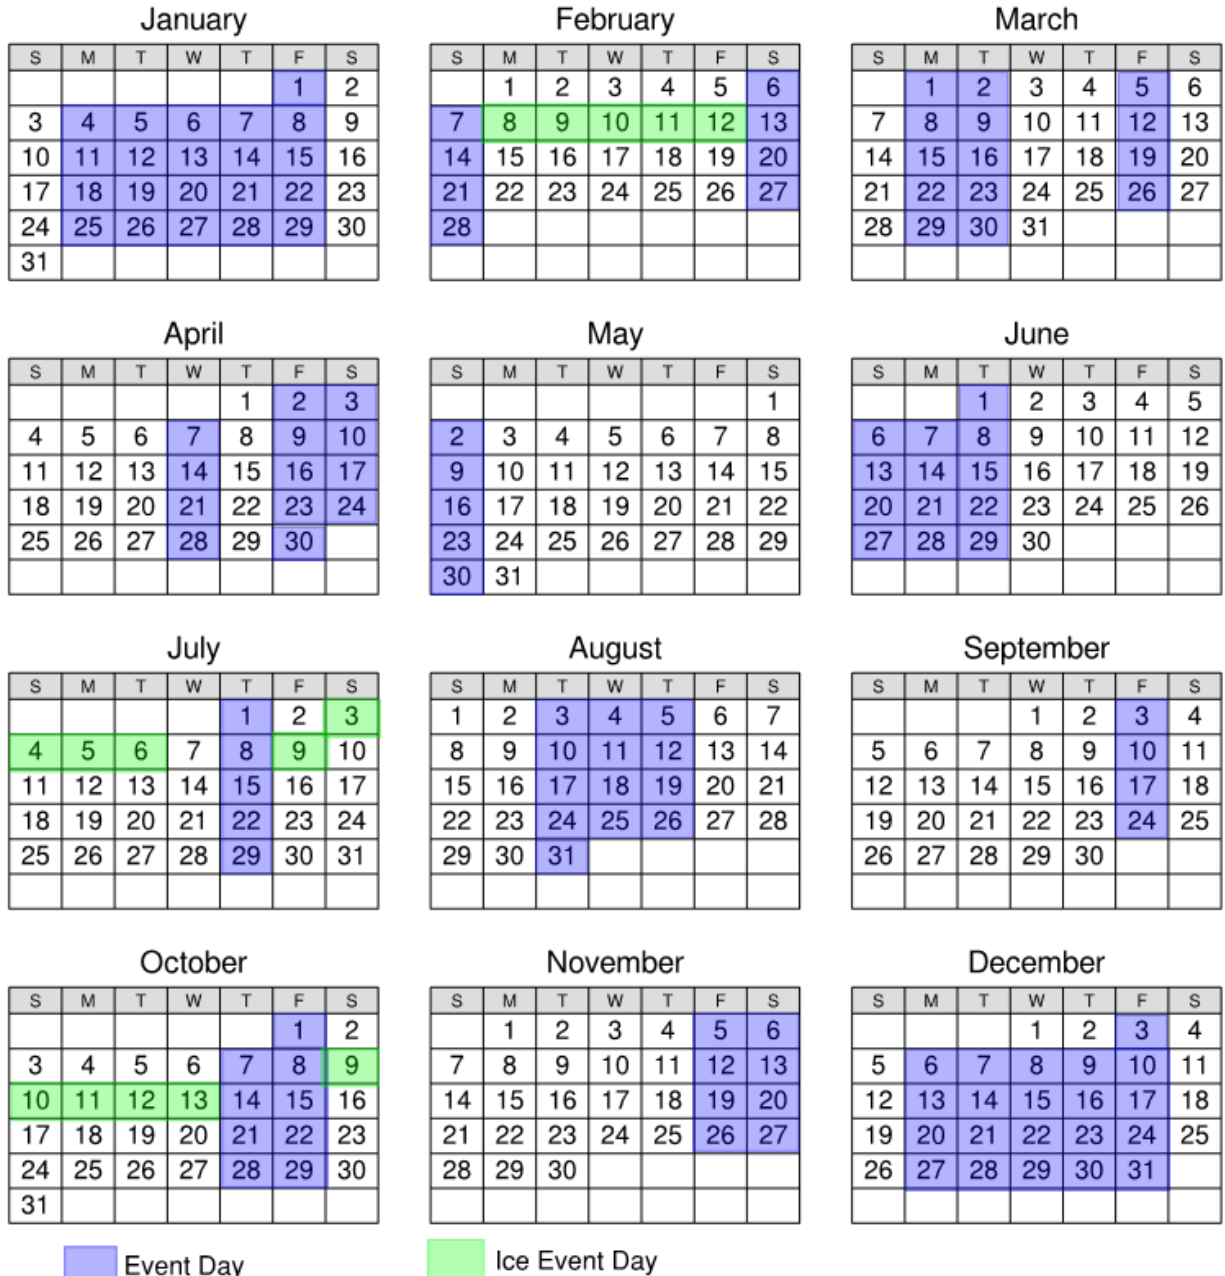 January February March
S M T W T F S S M T W T F S S M T W T F S
1 2 1 2 3 4 5 6 1 2 3 4 5 6
3 4 5 6 7 8 9 7 8 9 10 11 12 13 7 8 9 10 11 12 13
10 11 12 13 14 15 16 14 15 16 17 18 19 20 14 15 16 17 18 19 20
17 18 19 20 21 22 23 21 22 23 24 25 26 27 21 22 23 24 25 26 27
24 25 26 27 28 29 30 28 28 29 30 31
31
April May June
S M T W T F S S M T W T F S S M T W T F S
1 2 3 1 1 2 3 4 5
4 5 6 7 8 9 10 2 3 4 5 6 7 8 6 7 8 9 10 11 12
11 12 13 14 15 16 17 9 10 11 12 13 14 15 13 14 15 16 17 18 19
18 19 20 21 22 23 24 16 17 18 19 20 21 22 20 21 22 23 24 25 26
25 26 27 28 29 30 23 24 25 26 27 28 29 27 28 29 30
30 31
July August September
S M T W T F S S M T W T F S S M T W T F S
1 2 3 1 2 3 4 5 6 7 1 2 3 4
4 5 6 7 8 9 10 8 9 10 11 12 13 14 5 6 7 8 9 10 11
11 12 13 14 15 16 17 15 16 17 18 19 20 21 12 13 14 15 16 17 18
18 19 20 21 22 23 24 22 23 24 25 26 27 28 19 20 21 22 23 24 25
25 26 27 28 29 30 31 29 30 31 26 27 28 29 30
October November December
S M T W T F S S M T W T F S S M T W T F S
1 2 1 2 3 4 5 6 1 2 3 4
3 4 5 6 7 8 9 7 8 9 10 11 12 13 5 6 7 8 9 10 11
10 11 12 13 14 15 16 14 15 16 17 18 19 20 12 13 14 15 16 17 18
17 18 19 20 21 22 23 21 22 23 24 25 26 27 19 20 21 22 23 24 25
24 25 26 27 28 29 30 28 29 30 26 27 28 29 30 31
31
Event Day Ice Event Day